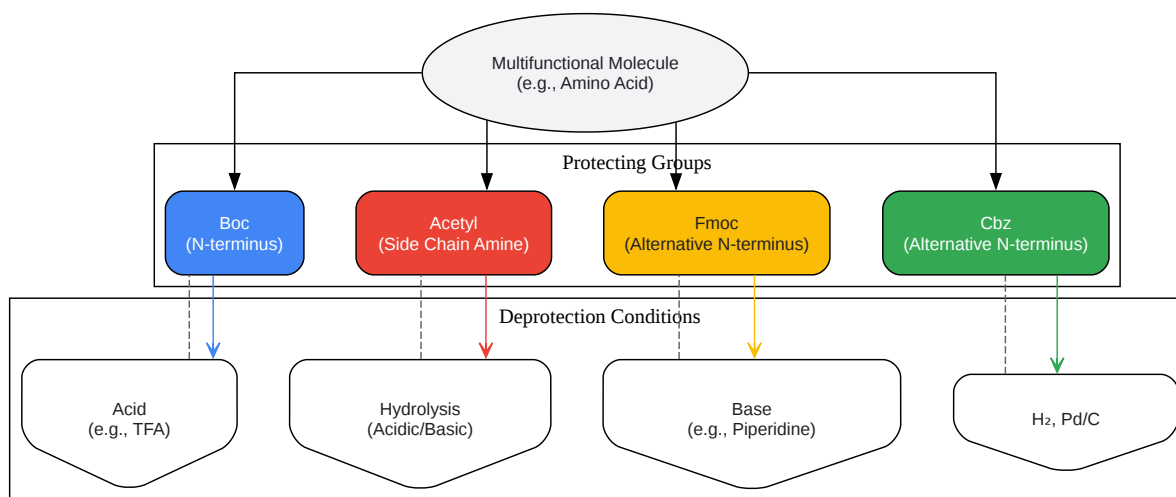 Multifunctional Molecule
(e.g., Amino Acid)
Protecting Groups
Boc
(N-terminus)
Acetyl
(Side Chain Amine)
Fmoc
(Alternative N-terminus)
Cbz
(Alternative N-terminus)
Deprotection Conditions
Acid
(e.g., TFA)
Hydrolysis
(Acidic/Basic)
Base
(e.g., Piperidine)
H₂, Pd/C